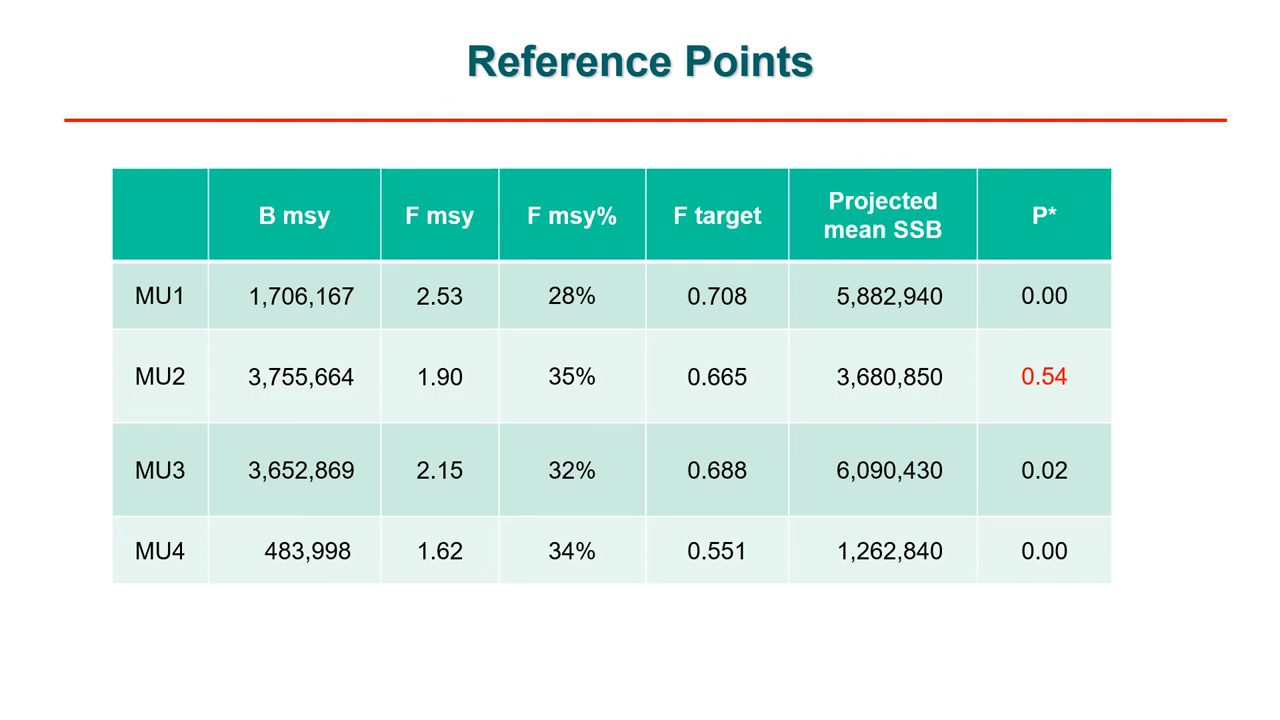 Reference Points
B msy F msy F msy% F target Projected mean SSB P*
MU1 1,706,167 2.53 28% 0.708 5,882,940 0.00
MU2 3,755,664 1.90 35% 0.665 3,680,850 0.54
MU3 3,652,869 2.15 32% 0.688 6,090,430 0.02
MU4 483,998 1.62 34% 0.551 1,262,840 0.00